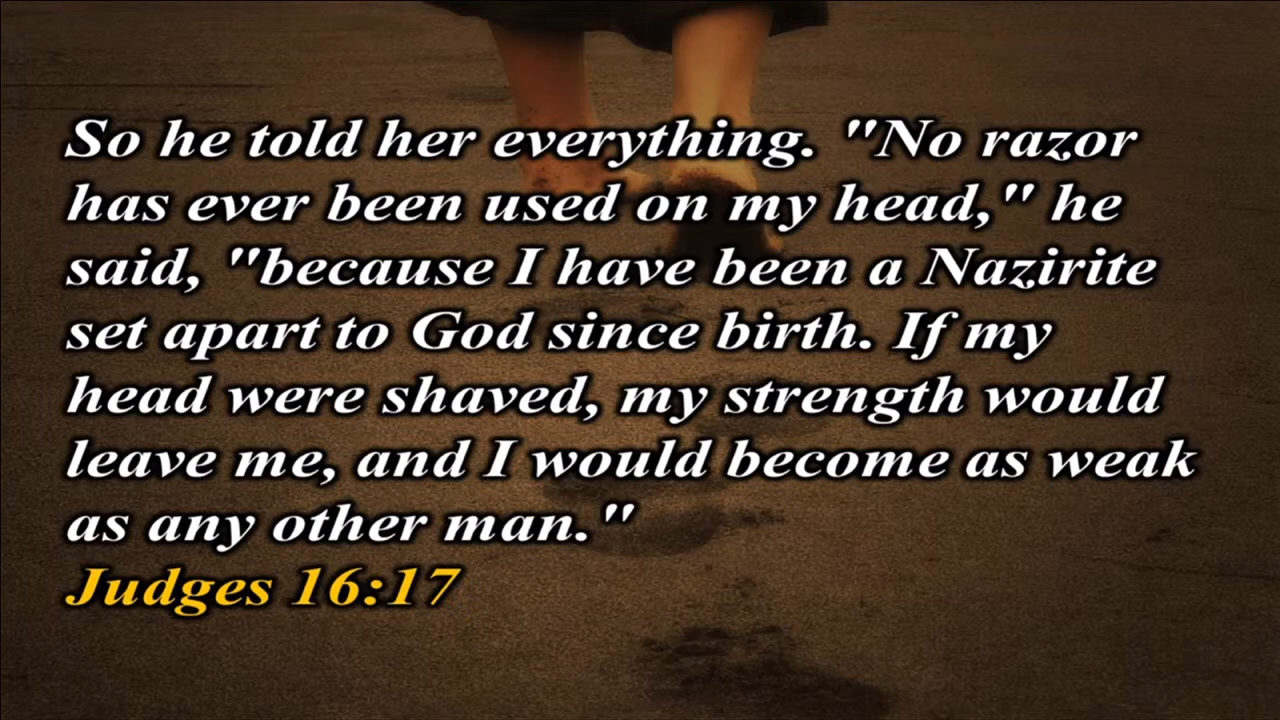 So he told her everything. "No razor
has ever been used on my head," he
said, "because I have been a Nazirite
set apart to God since birth. If my
head were shaved, my strength would
leave me, and I would become as weak
as any other man."
Judges 16:17